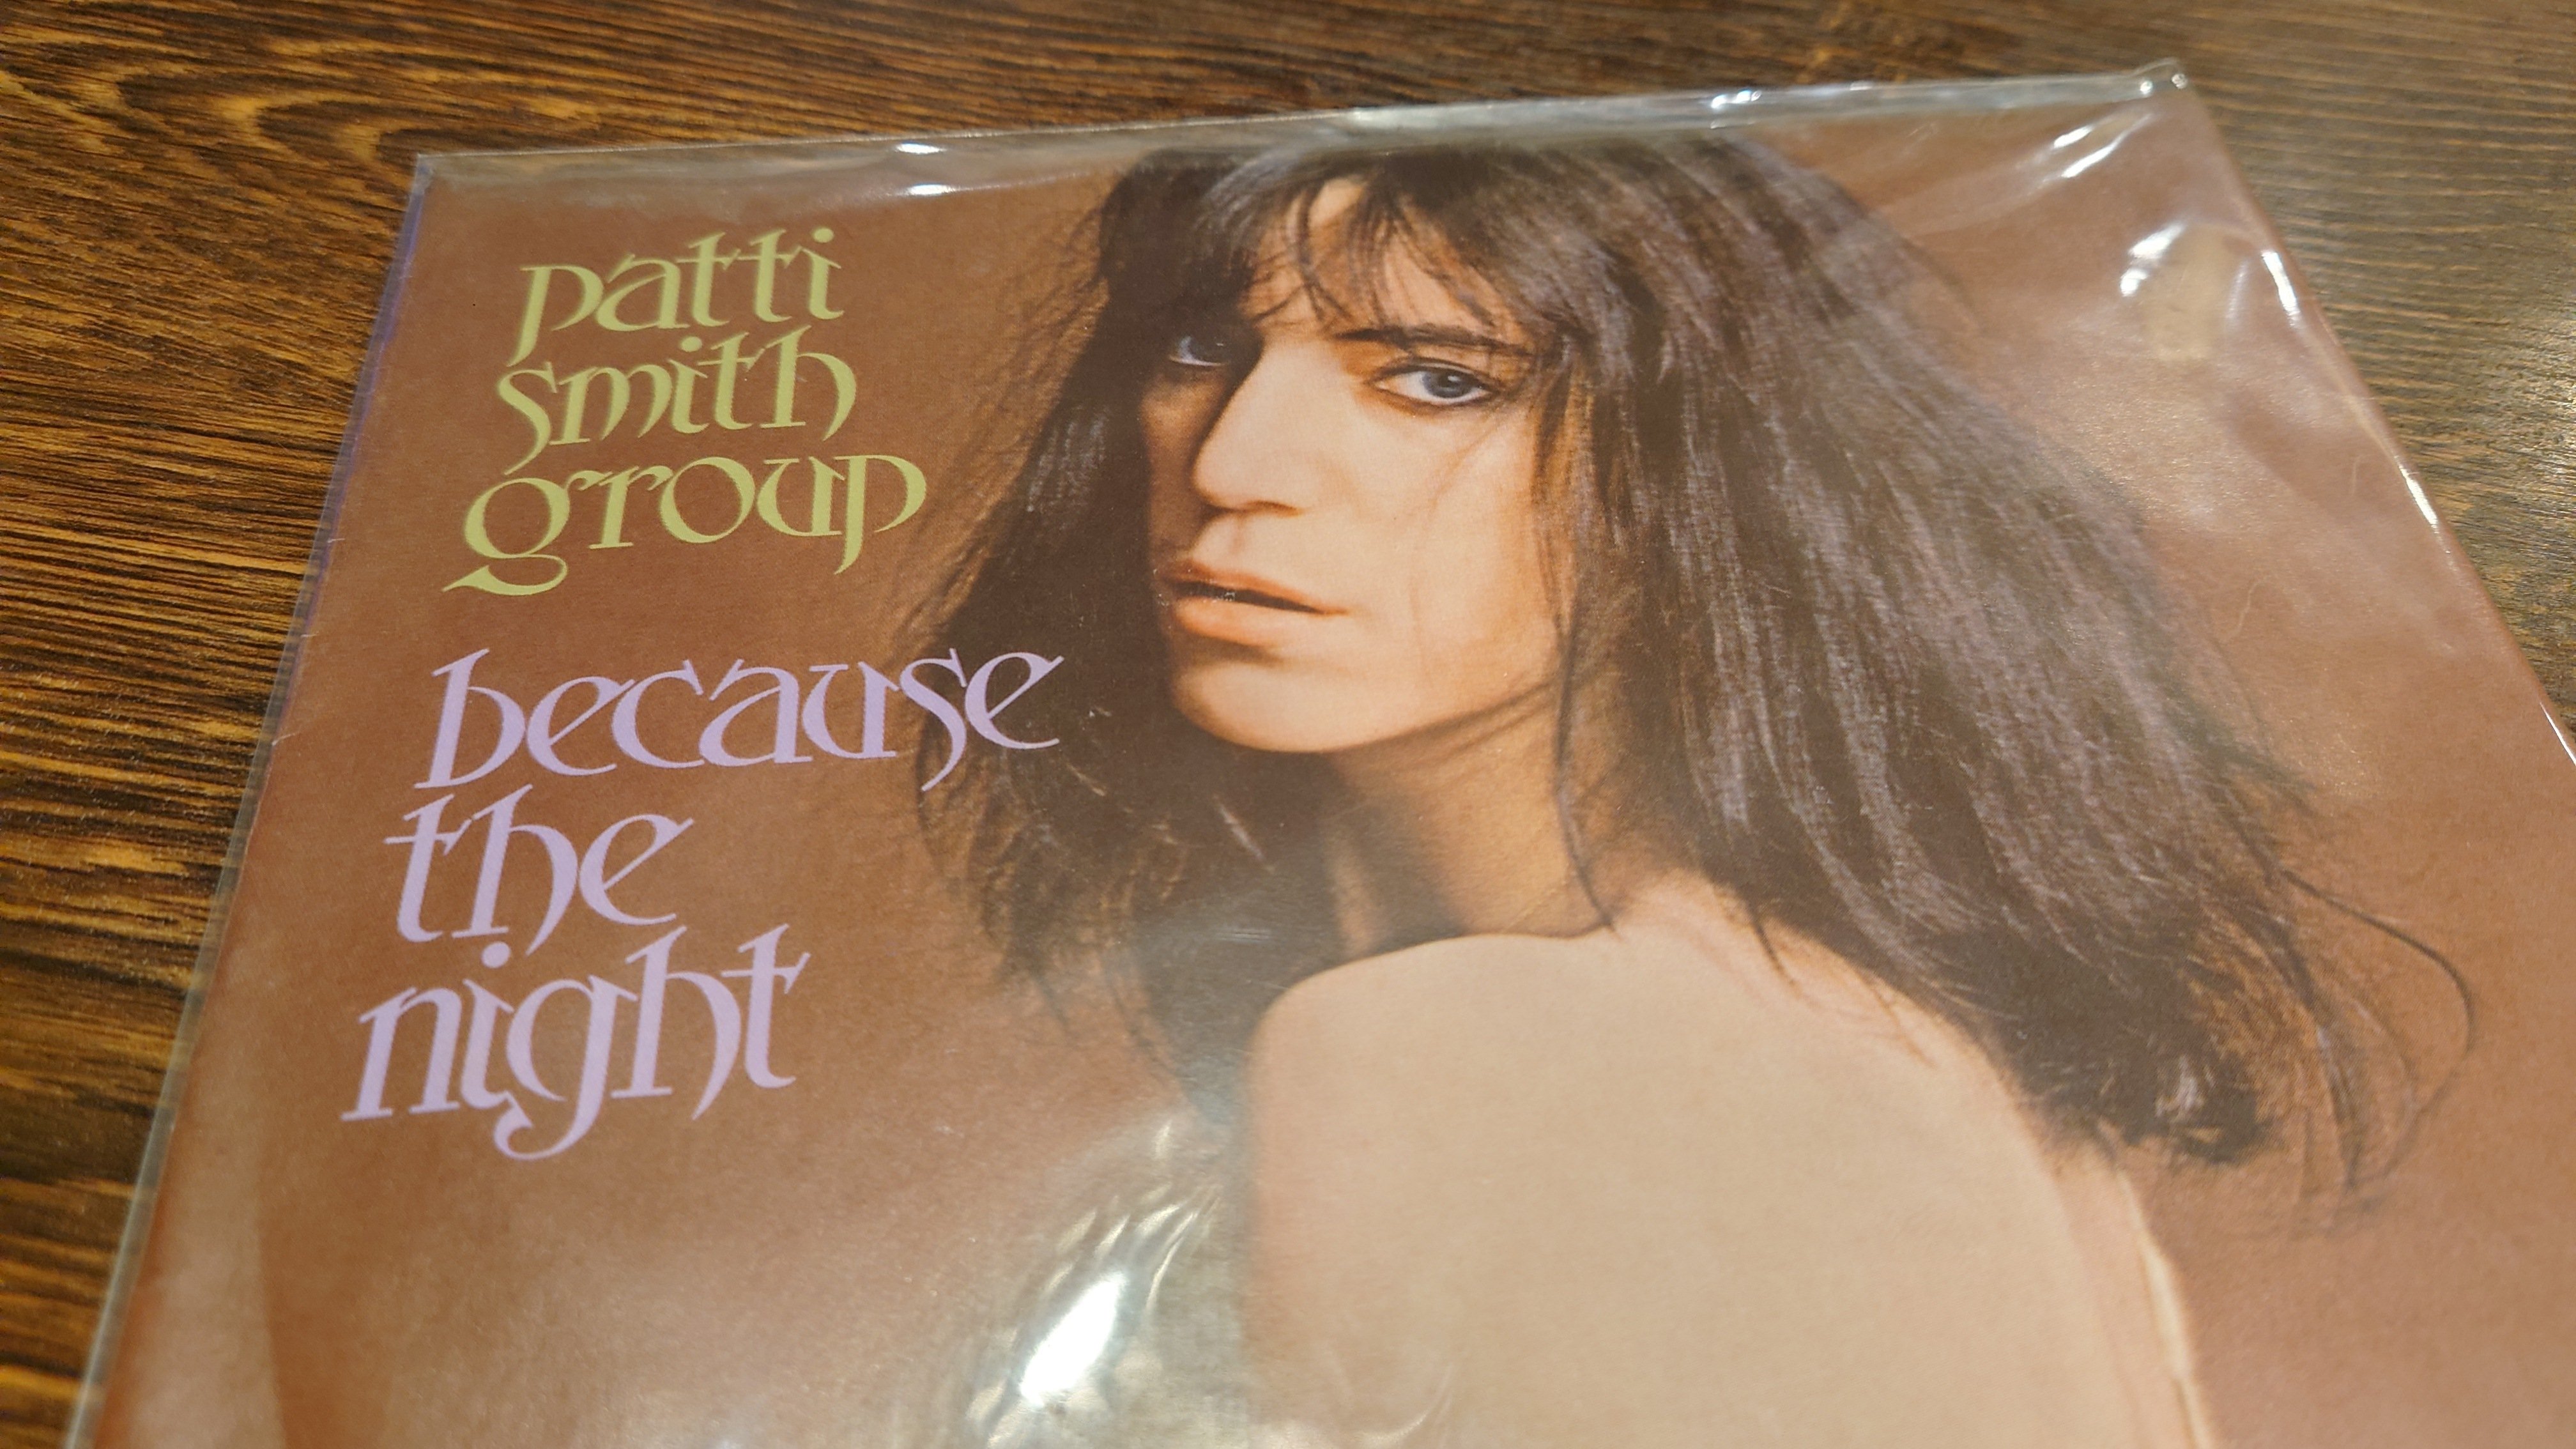 patti
smith
group
because
the
night